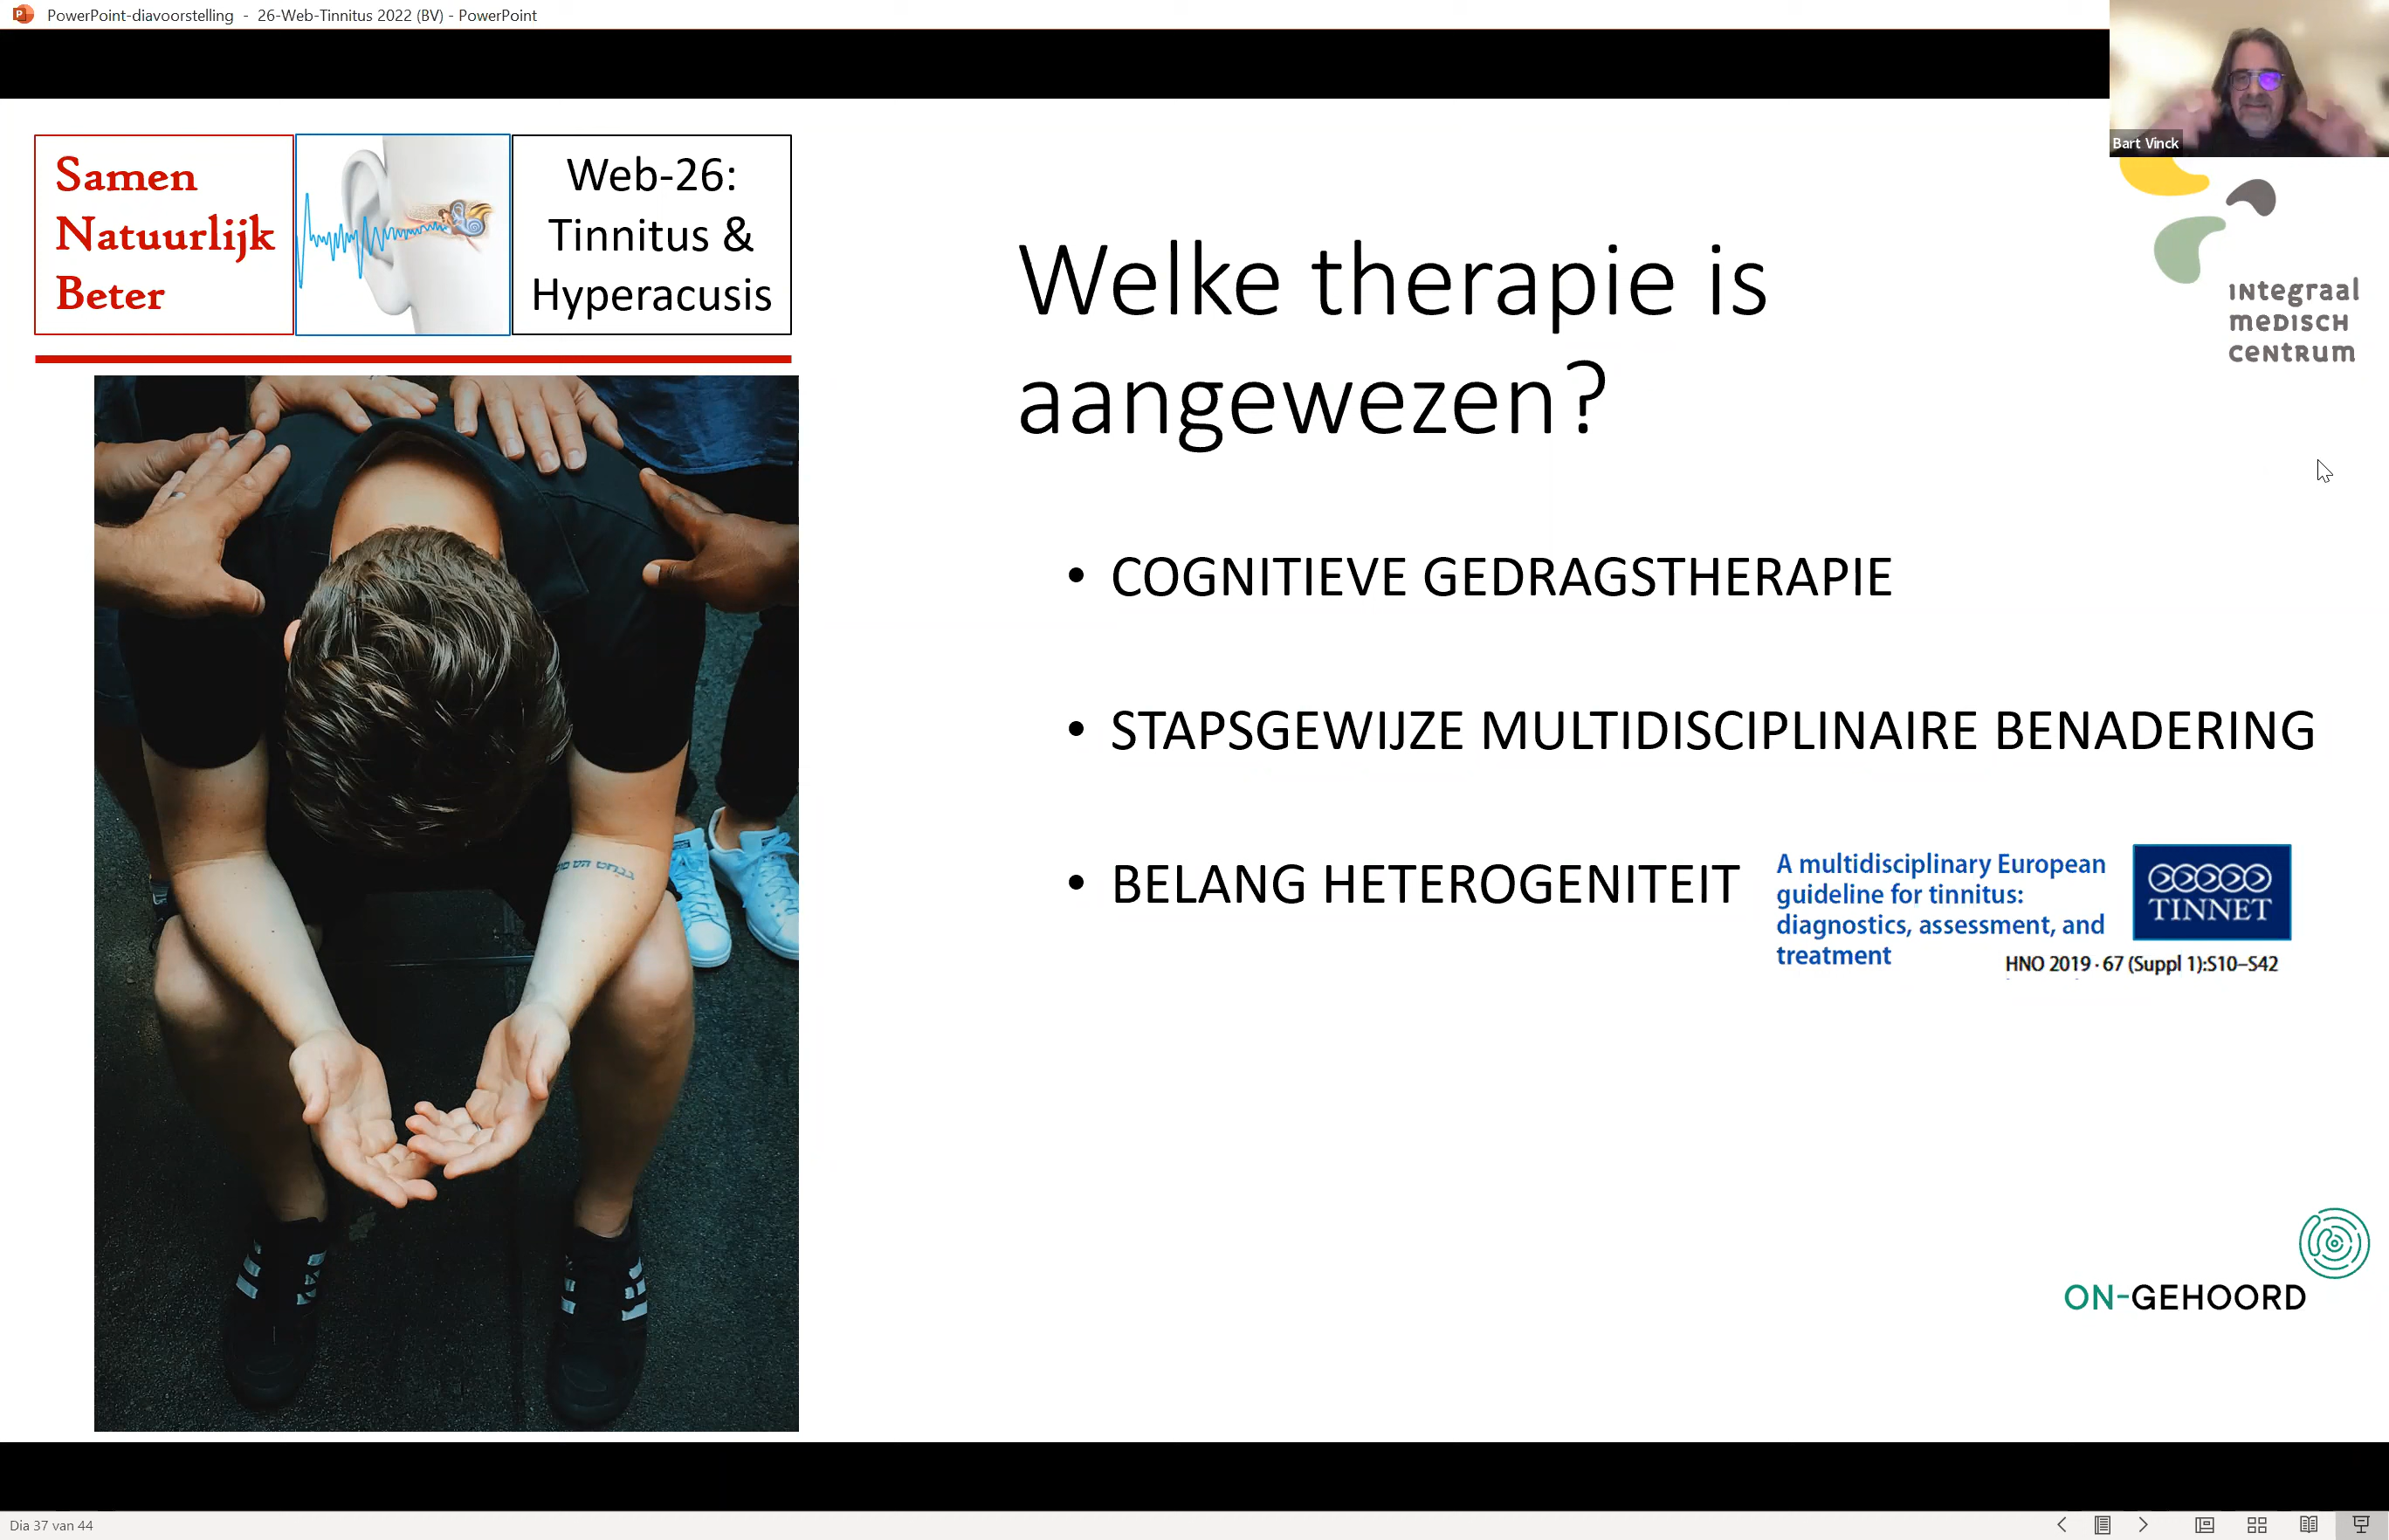 PowerPoint-diavoorstelling - 26-Web-Tinnitus 2022 (BV) - PowerPoint
Bart Vinck
Samen
Natuurlijk
Beter
Web-26:
Tinnitus &
Hyperacusis
Welke therapie is
aangewezen?
integraal
medisch
centrum
• COGNITIEVE GEDRAGSTHERAPIE
• STAPSGEWIJZE MULTIDISCIPLINAIRE BENADERING
• BELANG HETEROGENITEIT
A multidisciplinary European
guideline for tinnitus:
diagnostics, assessment, and
treatment
TINNET
HNO 2019 · 67 (Suppl 1):S10–S42
ON-GEHOORD
Dia 37 van 44